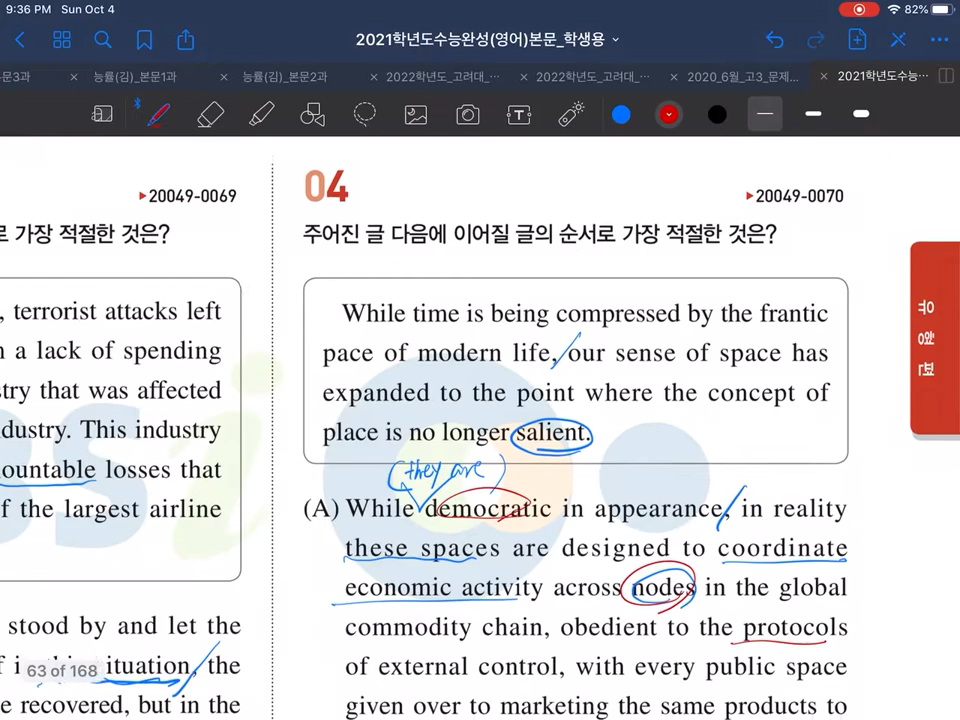 9:36 PM Sun Oct 4
82%
2021학년도수능완성(영어)본문_학생용
문3과
능률(김)_본문1과
능률(김)_본문2과
2022학년도_고려대_…
2022학년도_고려대_…
2020_6월_고3_문제…
2021학년도수능…
20049-0069
로 가장 적절한 것은?
, terrorist attacks left
n a lack of spending
stry that was affected
dustry. This industry
ountable losses that
f the largest airline
stood by and let the
situation, the
e recovered, but in the
63 of 168
04
20049-0070
주어진 글 다음에 이어질 글의 순서로 가장 적절한 것은?
While time is being compressed by the frantic
pace of modern life, our sense of space has
expanded to the point where the concept of
place is no longer salient.
(they are)
(A) While democratic in appearance, in reality
these spaces are designed to coordinate
economic activity across nodes in the global
commodity chain, obedient to the protocols
of external control, with every public space
given over to marketing the same products to
유형편